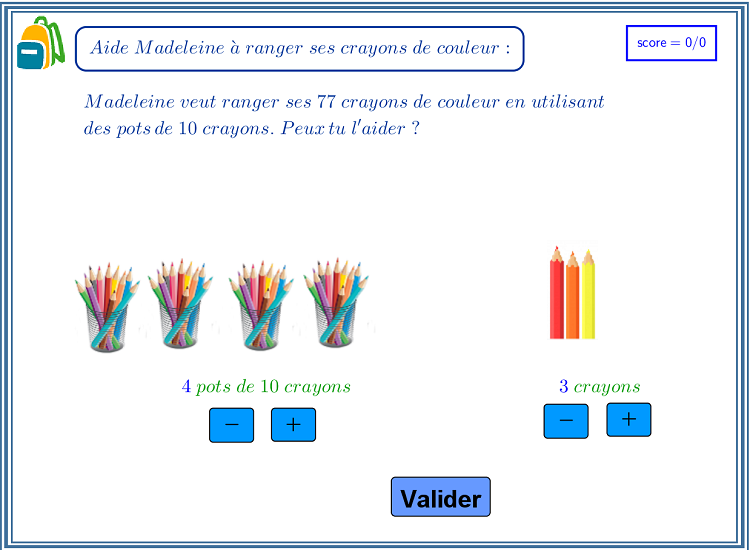 Aide Madeleine à ranger ses crayons de couleur :
score = 0/0
Madeleine veut ranger ses 77 crayons de couleur en utilisant
des pots de 10 crayons. Peux tu l'aider ?
4 pots de 10 crayons
3 crayons
− +
− +
Valider